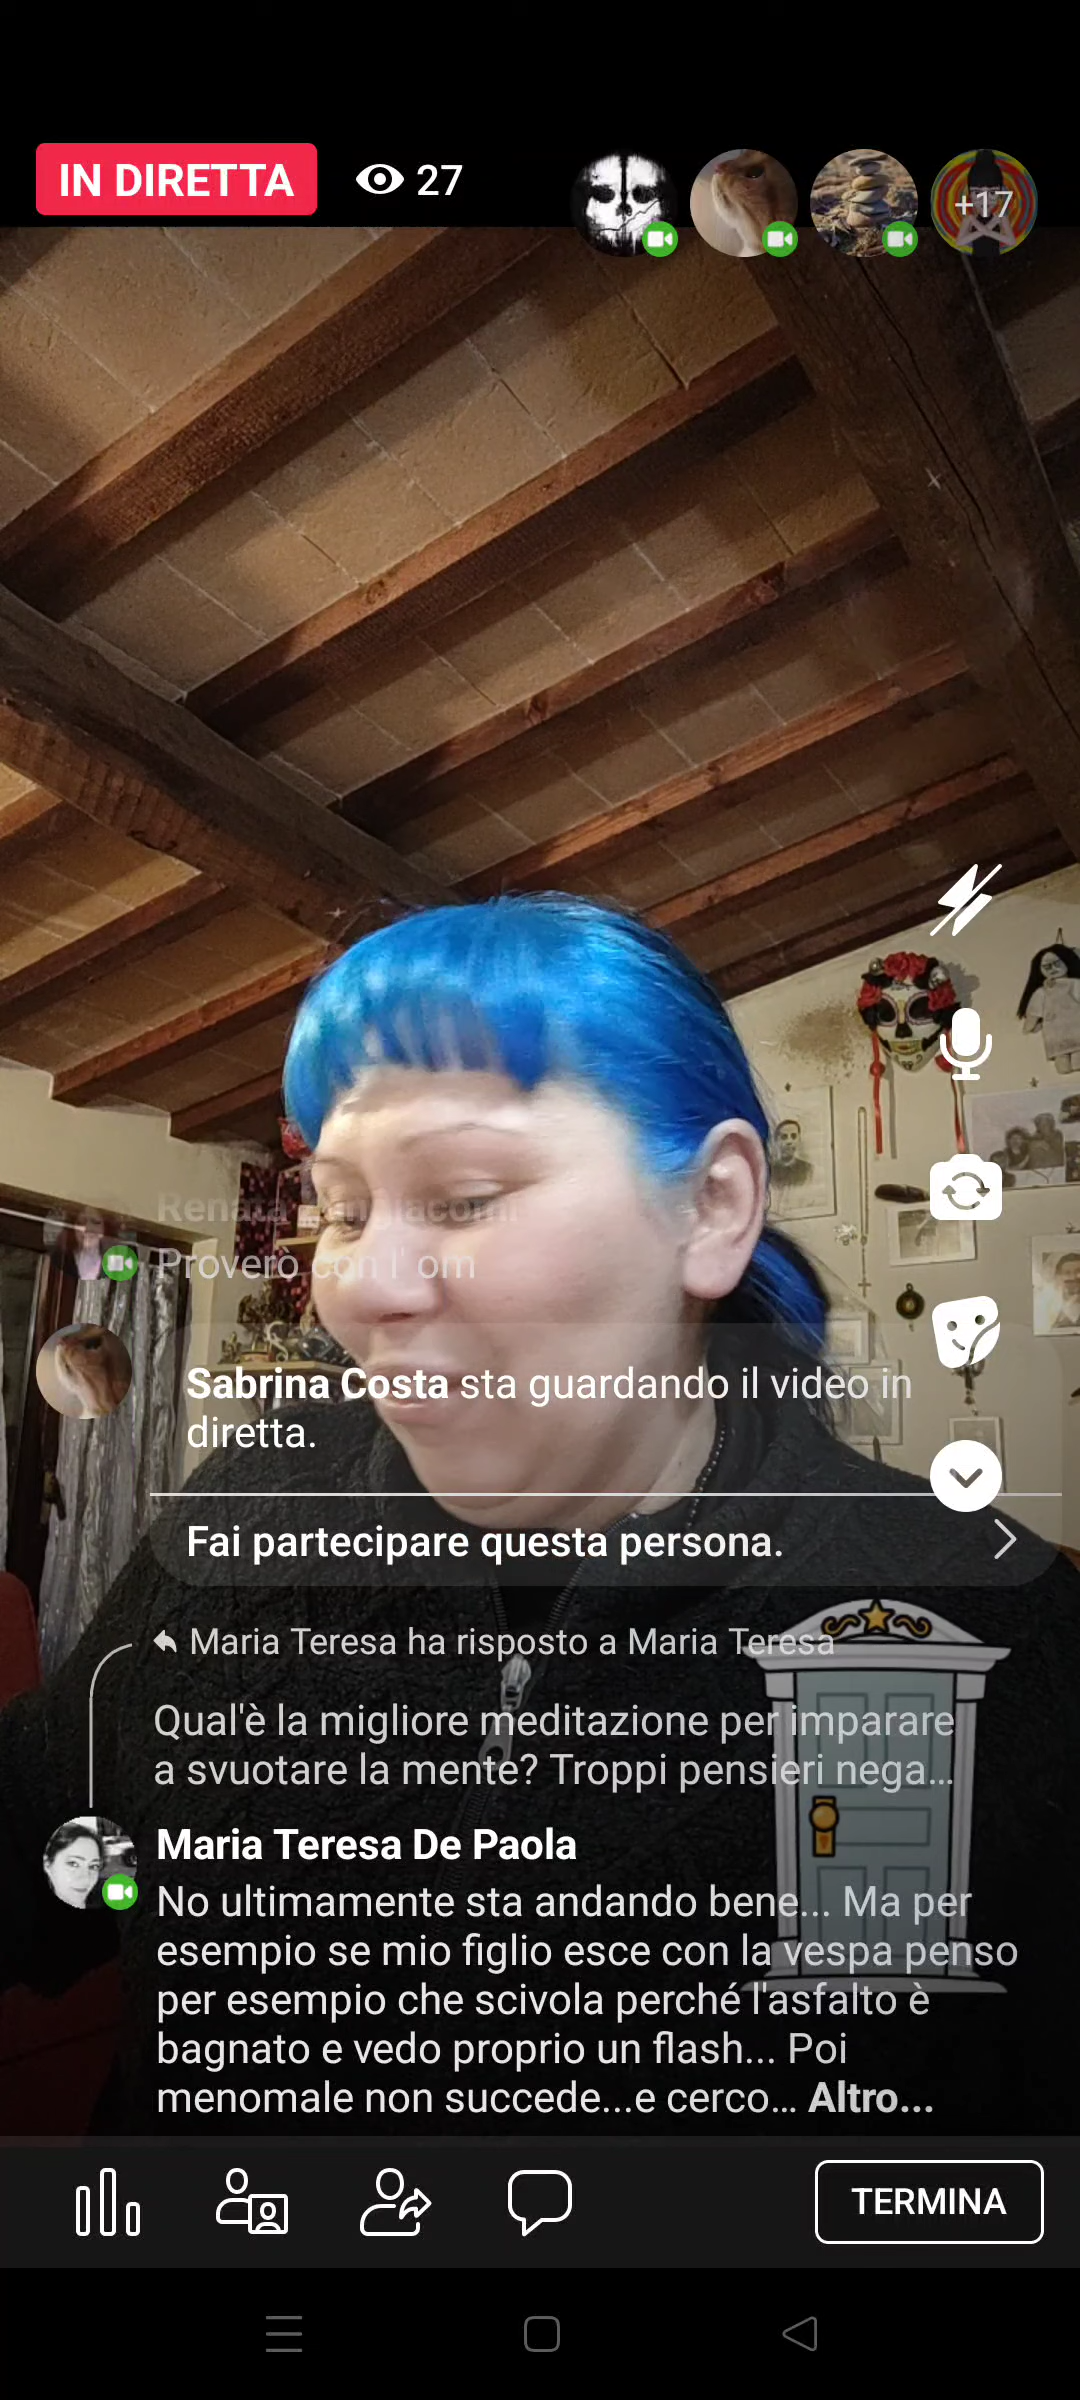 IN DIRETTA
27
+17
Renata
Proverò con l' om
Sabrina Costa sta guardando il video in
diretta.
Fai partecipare questa persona.
Maria Teresa ha risposto a Maria Teresa
Qual'è la migliore meditazione per imparare
a svuotare la mente? Troppi pensieri nega...
Maria Teresa De Paola
No ultimamente sta andando bene... Ma per
esempio se mio figlio esce con la vespa penso
per esempio che scivola perché l'asfalto è
bagnato e vedo proprio un flash... Poi
menomale non succede...e cerco... Altro...
TERMINA